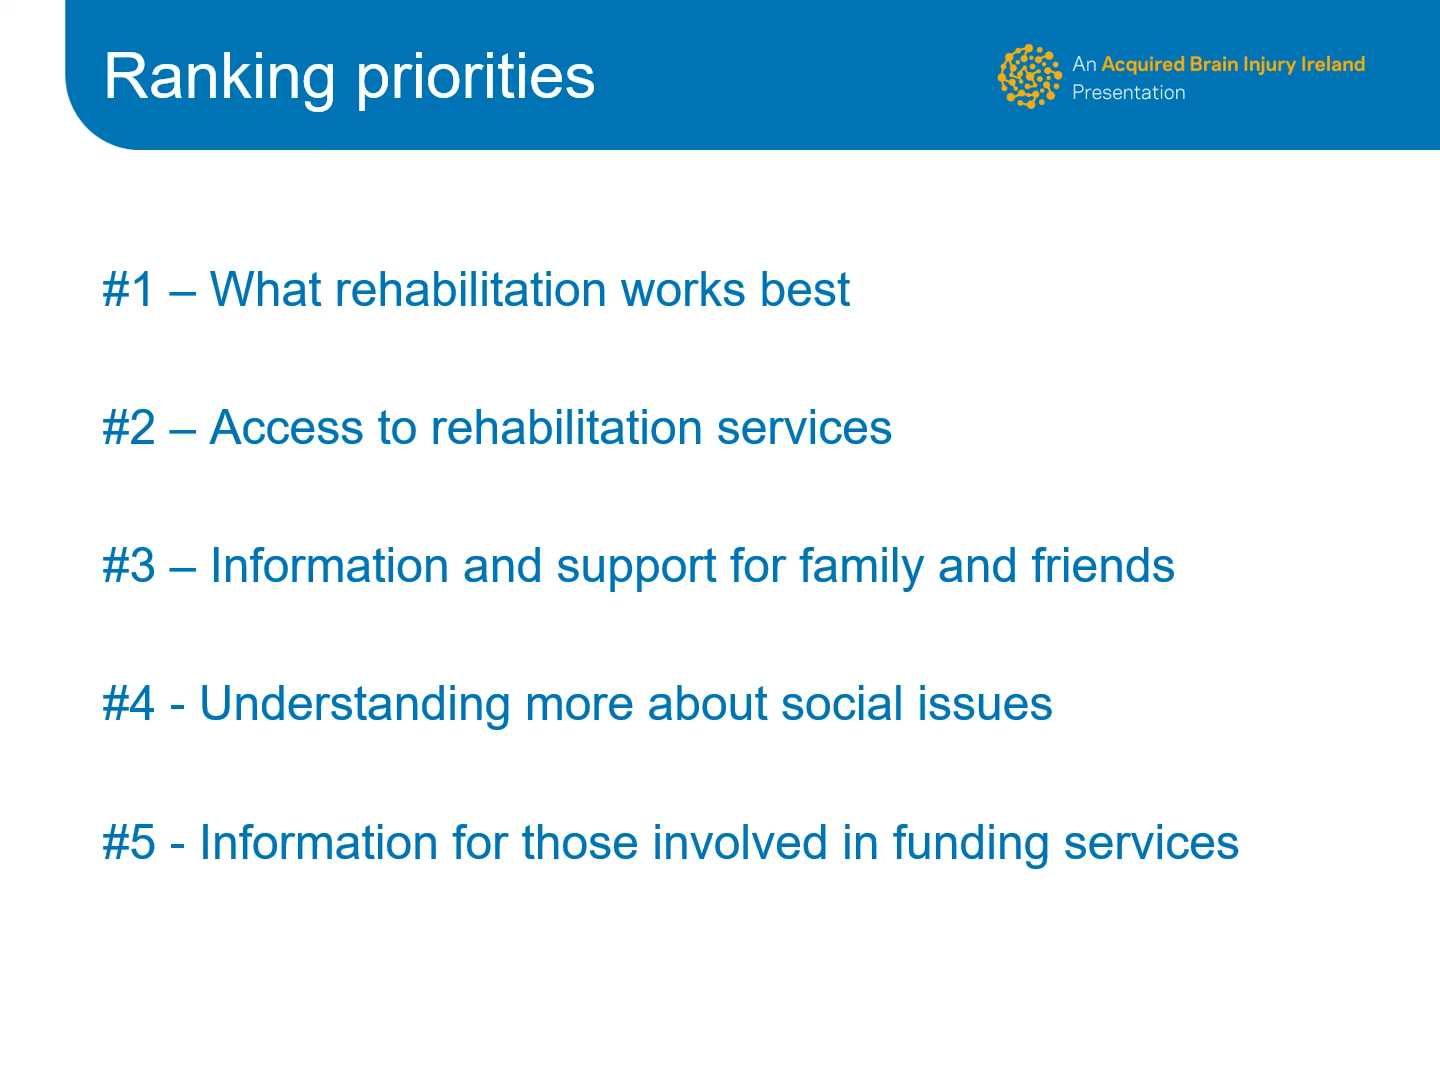 Ranking priorities
An Acquired Brain Injury Ireland
Presentation
#1 – What rehabilitation works best
#2 – Access to rehabilitation services
#3 – Information and support for family and friends
#4 - Understanding more about social issues
#5 - Information for those involved in funding services